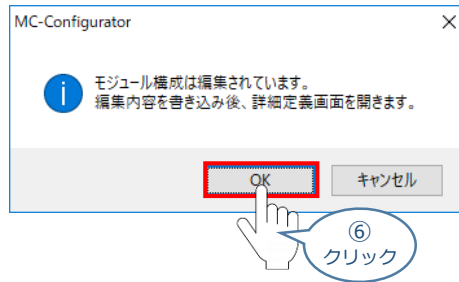 MC-Configurator
モジュール構成は編集されています。
編集内容を書き込み後、詳細定義画面を開きます。
OK
キャンセル
⑥
クリック